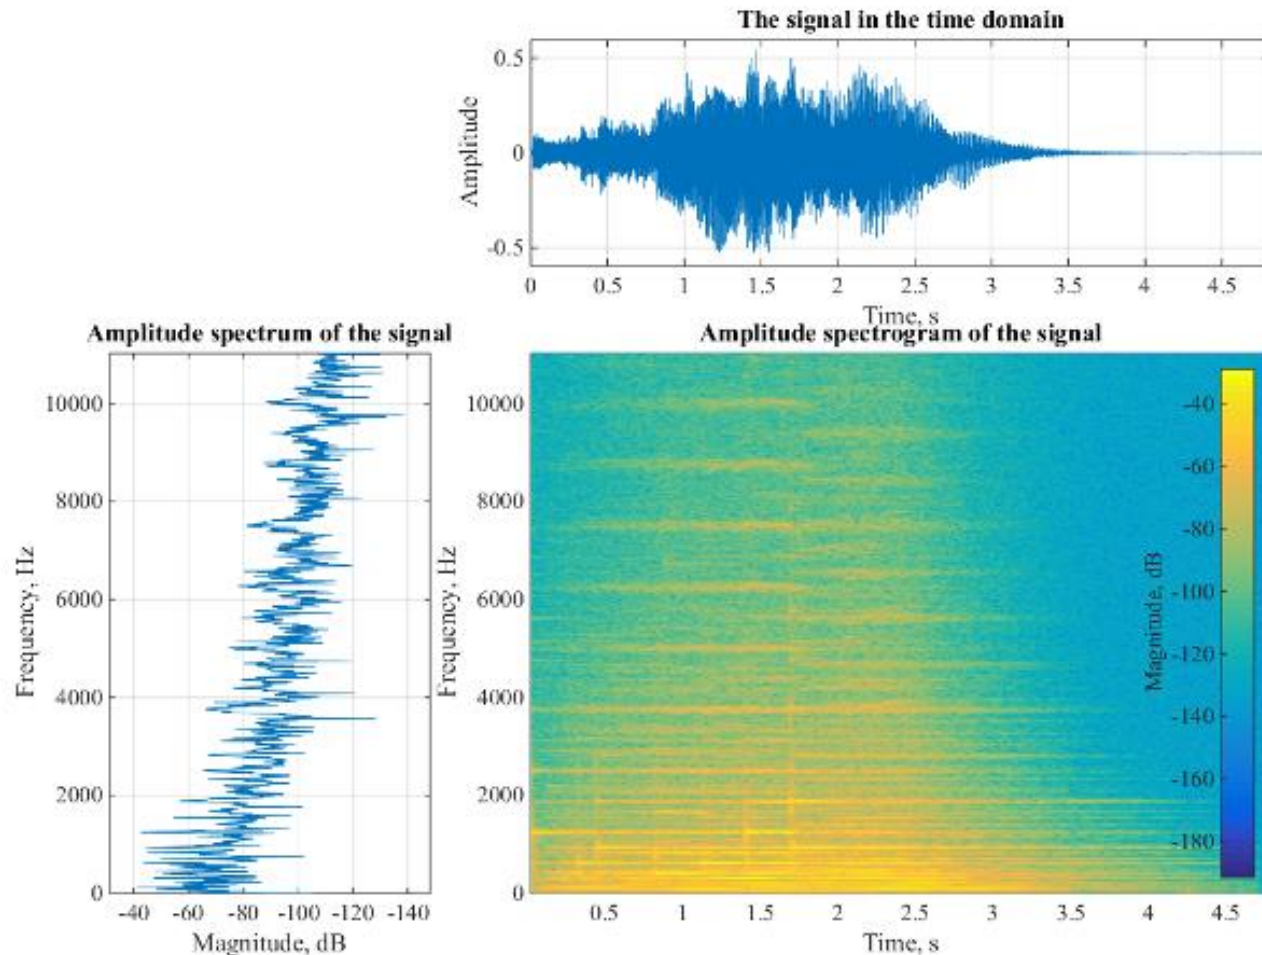 The signal in the time domain
0.5
0
-0.5
Amplitude
0 0.5 1 1.5 2 2.5 3 3.5 4 4.5
Time, s
Amplitude spectrum of the signal
10000
8000
6000
4000
2000
0
Frequency, Hz
-40 -60 -80 -100 -120 -140
Magnitude, dB
Amplitude spectrogram of the signal
10000
8000
6000
4000
2000
0
Frequency, Hz
0.5 1 1.5 2 2.5 3 3.5 4 4.5
Time, s
-40
-60
-80
-100
-120
-140
-160
-180
Magnitude, dB